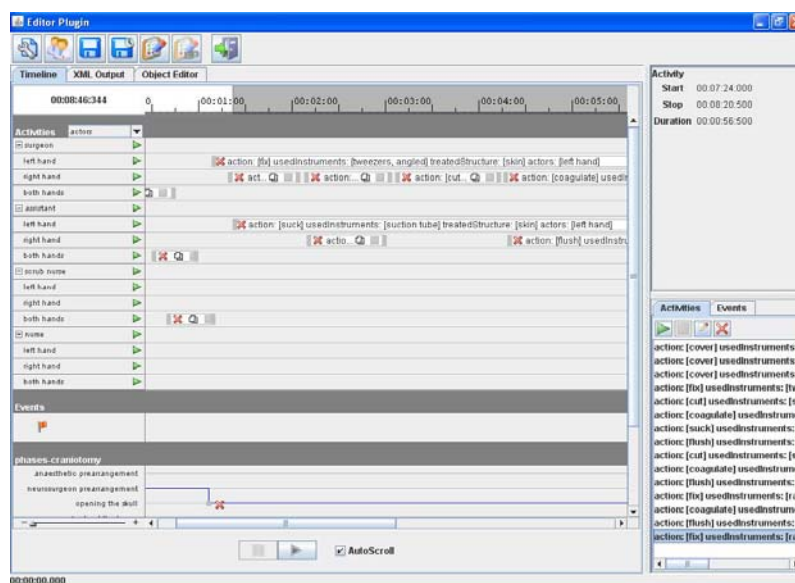 Editor Plugin
Timeline XML Output Object Editor
00:08:46:344 0 00:01:00 00:02:00 00:03:00 00:04:00 00:05:00
Activities actors
surgeon
left hand action: [fix] usedInstruments: [tweezers, angled] treatedStructure: [skin] actors: [left hand]
right hand act... action:... action: [cut... action: [coagulate] usedIn
both hands
assistant
left hand action: [suck] usedInstruments: [suction tube] treatedStructure: [skin] actors: [left hand]
right hand actio... action: [flush] usedInstru
both hands
scrub nurse
left hand
right hand
both hands
nurse
left hand
right hand
both hands
Events
phases-craniotomy
anaesthetic prearrangement
neurosurgeon prearrangement
opening the skull
AutoScroll
00:00:00.000
Activity
Start 00:07:24:000
Stop 00:08:20:500
Duration 00:00:56:500
Activities Events
action: [cover] usedInstruments
action: [cover] usedInstruments
action: [cover] usedInstruments
action: [fix] usedInstruments: [tw
action: [cut] usedInstruments: [s
action: [coagulate] usedInstrume
action: [suck] usedInstruments:
action: [flush] usedInstruments:
action: [cut] usedInstruments: [s
action: [coagulate] usedInstrume
action: [flush] usedInstruments:
action: [fix] usedInstruments: [ra
action: [coagulate] usedInstrume
action: [flush] usedInstruments:
action: [fix] usedInstruments: [ra